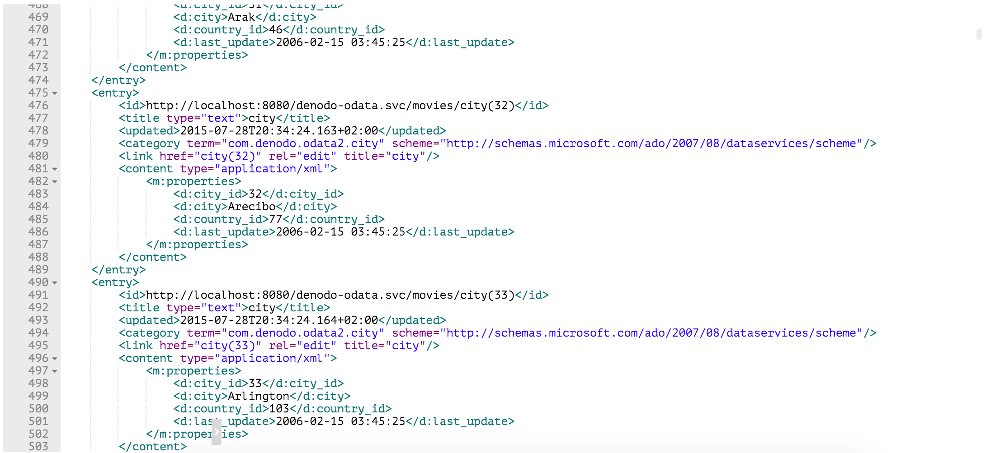 468 <d:city_id>31</d:city_id>
469 <d:city>Arak</d:city>
470 <d:country_id>46</d:country_id>
471 <d:last_update>2006-02-15 03:45:25</d:last_update>
472 </m:properties>
473 </content>
474 </entry>
475 <entry>
476 <id>http://localhost:8080/denodo-odata.svc/movies/city(32)</id>
477 <title type="text">city</title>
478 <updated>2015-07-28T20:34:24.163+02:00</updated>
479 <category term="com.denodo.odata2.city" scheme="http://schemas.microsoft.com/ado/2007/08/dataservices/scheme"/>
480 <link href="city(32)" rel="edit" title="city"/>
481 <content type="application/xml">
482 <m:properties>
483 <d:city_id>32</d:city_id>
484 <d:city>Arecibo</d:city>
485 <d:country_id>77</d:country_id>
486 <d:last_update>2006-02-15 03:45:25</d:last_update>
487 </m:properties>
488 </content>
489 </entry>
490 <entry>
491 <id>http://localhost:8080/denodo-odata.svc/movies/city(33)</id>
492 <title type="text">city</title>
493 <updated>2015-07-28T20:34:24.164+02:00</updated>
494 <category term="com.denodo.odata2.city" scheme="http://schemas.microsoft.com/ado/2007/08/dataservices/scheme"/>
495 <link href="city(33)" rel="edit" title="city"/>
496 <content type="application/xml">
497 <m:properties>
498 <d:city_id>33</d:city_id>
499 <d:city>Arlington</d:city>
500 <d:country_id>103</d:country_id>
501 <d:last_update>2006-02-15 03:45:25</d:last_update>
502 </m:properties>
503 </content>